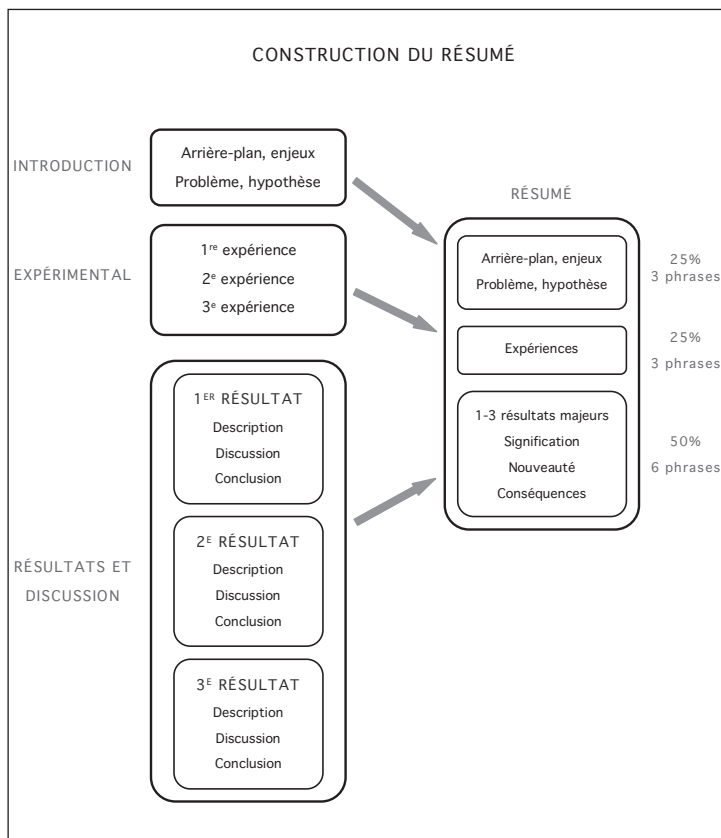 CONSTRUCTION DU RÉSUMÉ
INTRODUCTION
Arrière-plan, enjeux
Problème, hypothèse
EXPÉRIMENTAL
1re expérience
2e expérience
3e expérience
RÉSULTATS ET
DISCUSSION
1ER RÉSULTAT
Description
Discussion
Conclusion
2E RÉSULTAT
Description
Discussion
Conclusion
3E RÉSULTAT
Description
Discussion
Conclusion
RÉSUMÉ
Arrière-plan, enjeux
Problème, hypothèse
25%
3 phrases
Expériences
25%
3 phrases
1-3 résultats majeurs
Signification
Nouveauté
Conséquences
50%
6 phrases